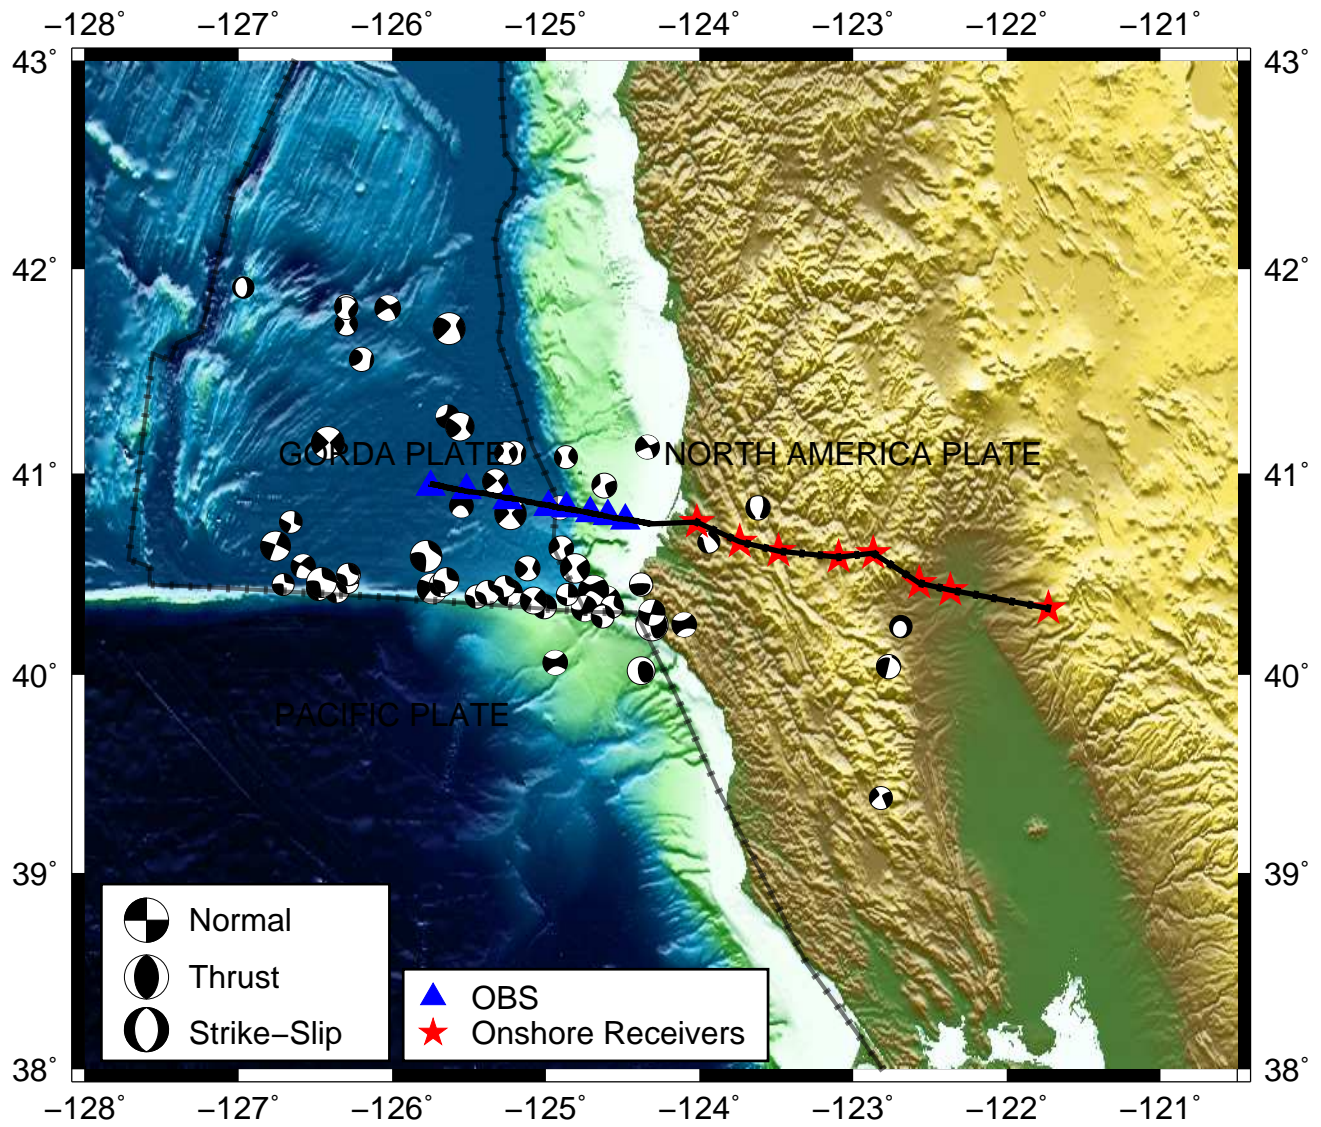 −128˚ −127˚ −126˚ −125˚ −124˚ −123˚ −122˚ −121˚
43˚ 43˚
42˚ 42˚
GORDA PLATE NORTH AMERICA PLATE
41˚ 41˚
40˚ 40˚
PACIFIC PLATE
39˚ 39˚
Normal
Thrust
Strike−Slip
OBS
Onshore Receivers
38˚ 38˚
−128˚ −127˚ −126˚ −125˚ −124˚ −123˚ −122˚ −121˚